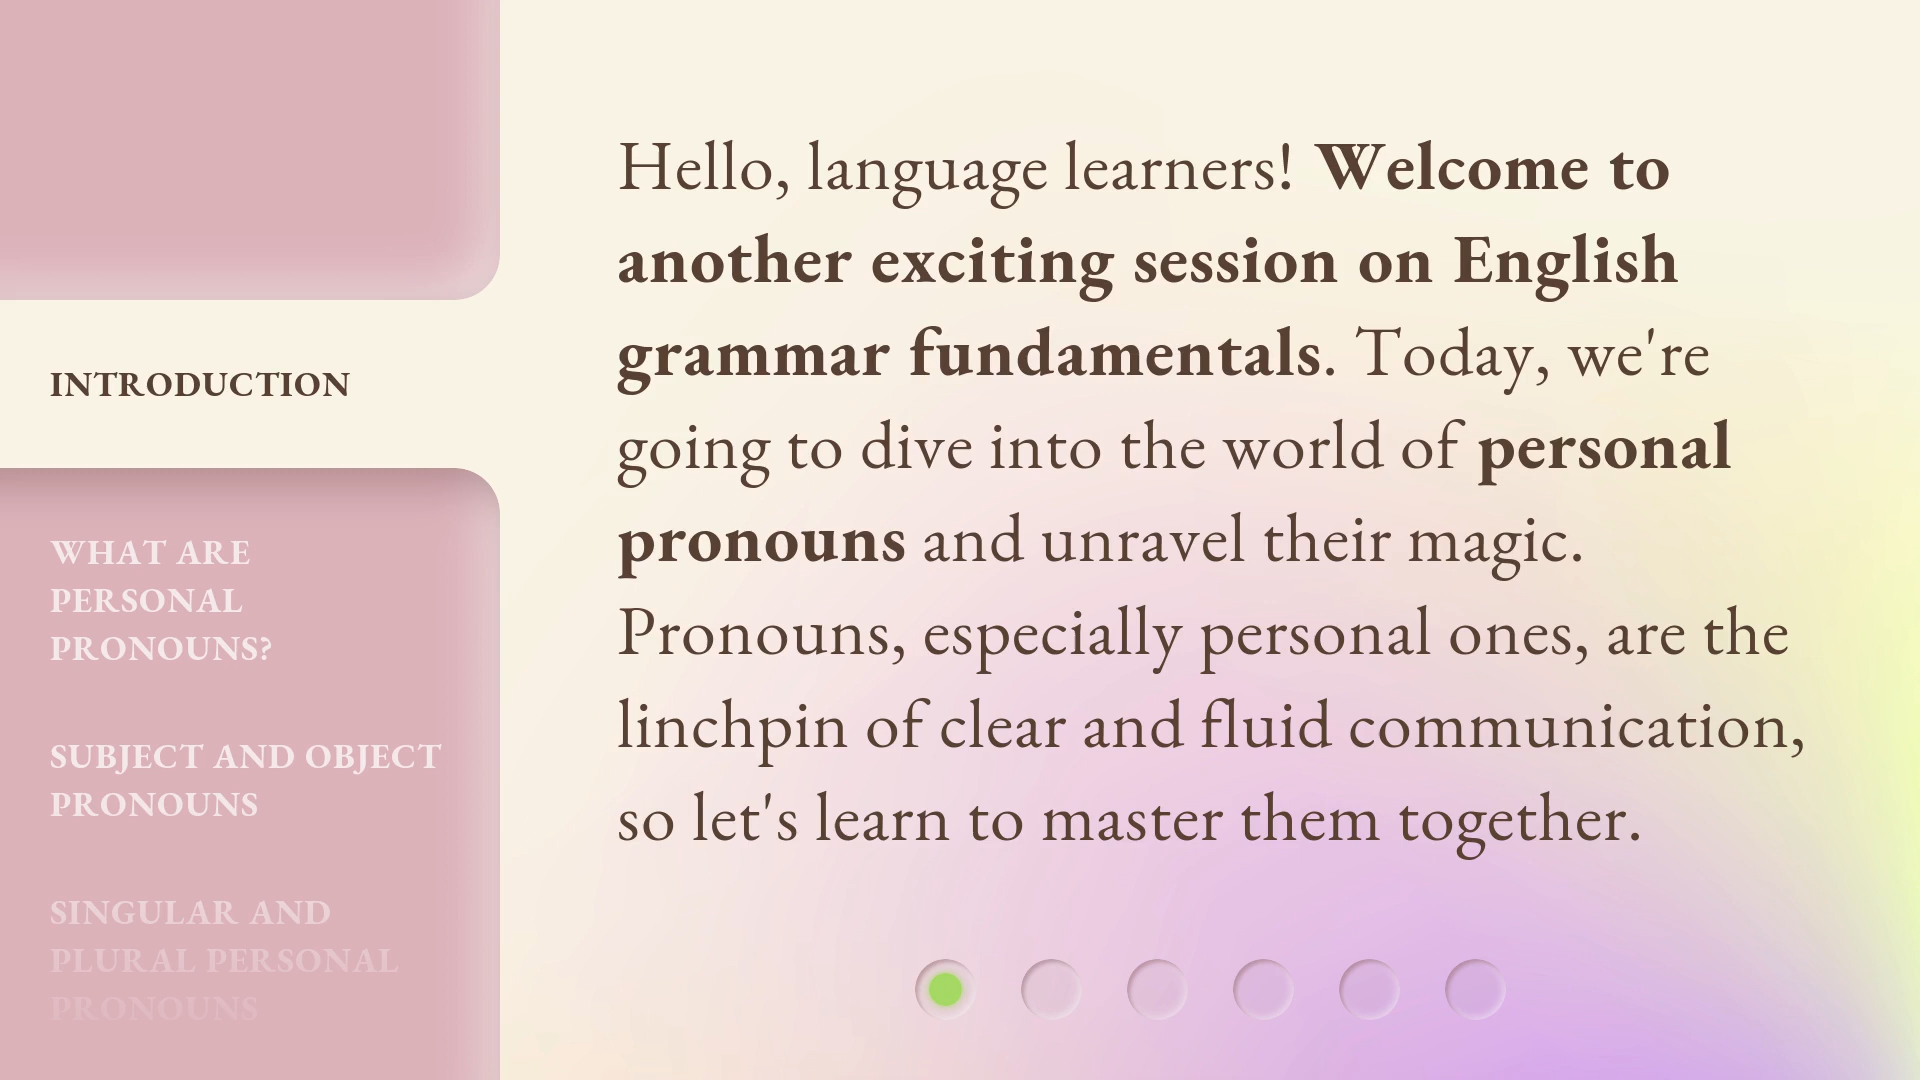 INTRODUCTION
WHAT ARE
PERSONAL
PRONOUNS?
SUBJECT AND OBJECT
PRONOUNS
SINGULAR AND
PLURAL PERSONAL
PRONOUNS
Hello, language learners! Welcome to
another exciting session on English
grammar fundamentals. Today, we're
going to dive into the world of personal
pronouns and unravel their magic.
Pronouns, especially personal ones, are the
linchpin of clear and fluid communication,
so let's learn to master them together.